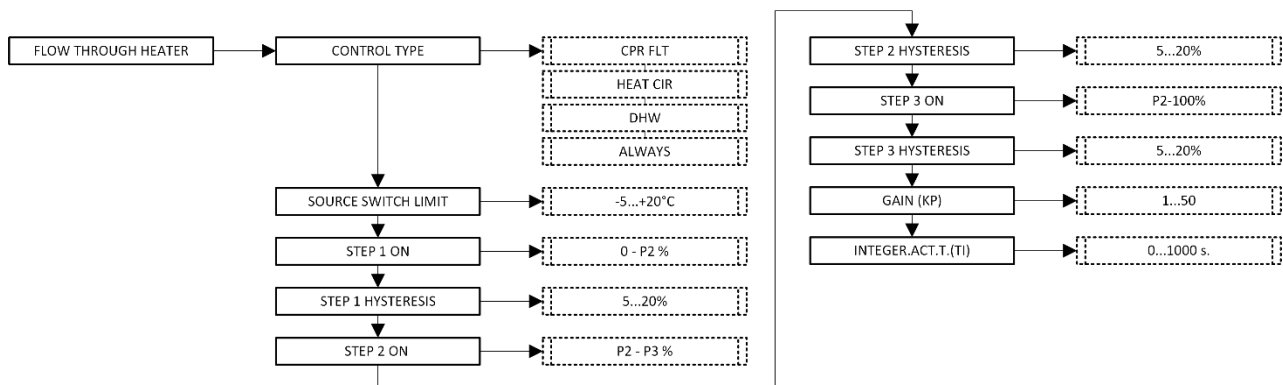 FLOW THROUGH HEATER
CONTROL TYPE
CPR FLT
HEAT CIR
DHW
ALWAYS
SOURCE SWITCH LIMIT
-5...+20°C
STEP 1 ON
0 - P2 %
STEP 1 HYSTERESIS
5...20%
STEP 2 ON
P2 - P3 %
STEP 2 HYSTERESIS
5...20%
STEP 3 ON
P2-100%
STEP 3 HYSTERESIS
5...20%
GAIN (KP)
1...50
INTEGER.ACT.T.(TI)
0...1000 s.